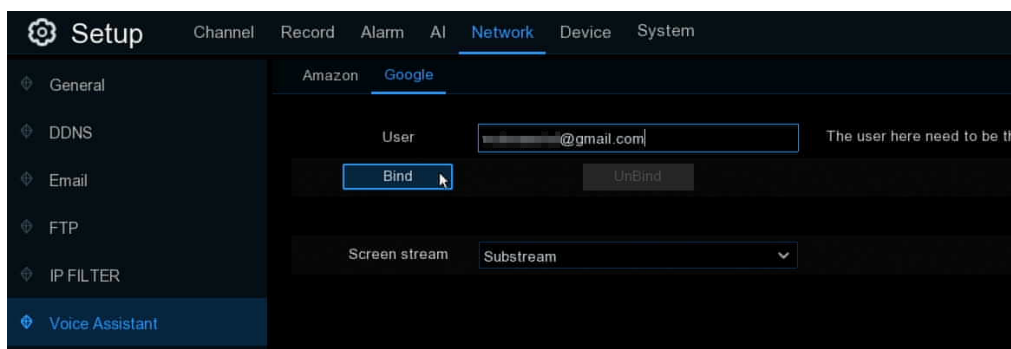 Setup Channel Record Alarm AI Network Device System
General
DDNS
Email
FTP
IP FILTER
Voice Assistant
Amazon Google
User @gmail.com The user here need to be
Bind UnBind
Screen stream Substream